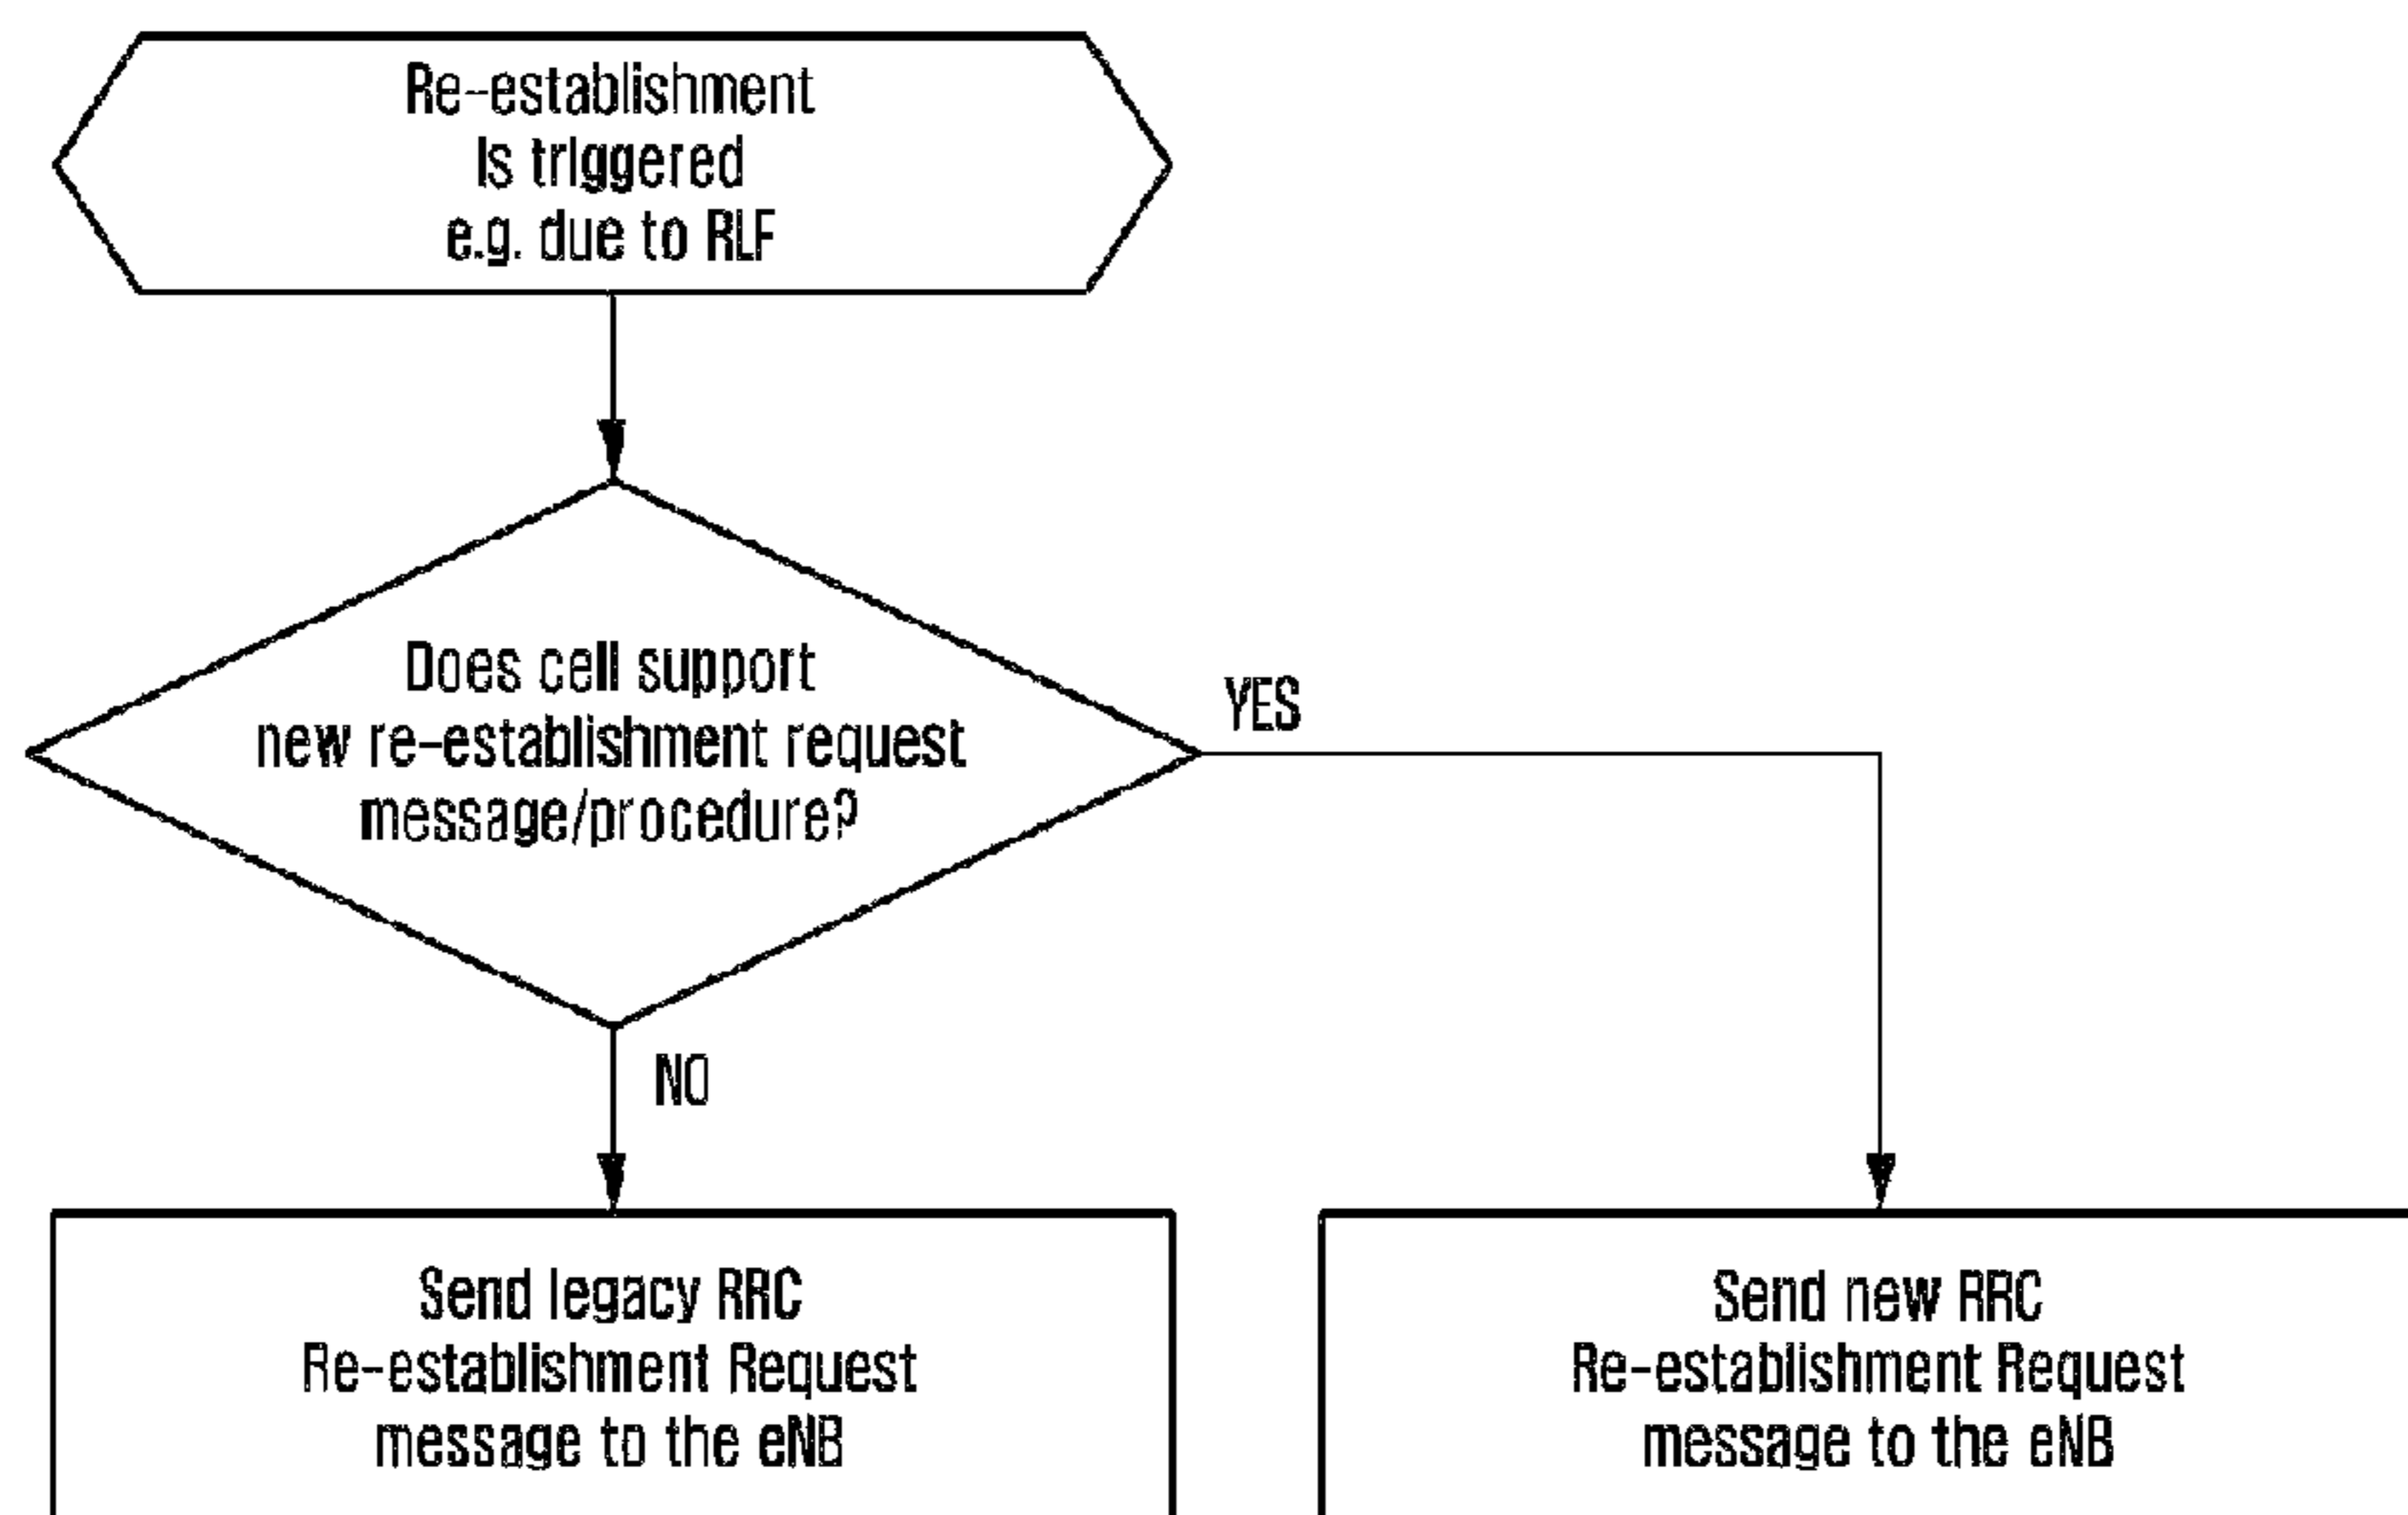 Re-establishment
is triggered
e.g. due to RLF
Does cell support
new re-establishment request
message/procedure?
YES
NO
Send legacy RRC
Re-establishment Request
message to the eNB
Send new RRC
Re-establishment Request
message to the eNB